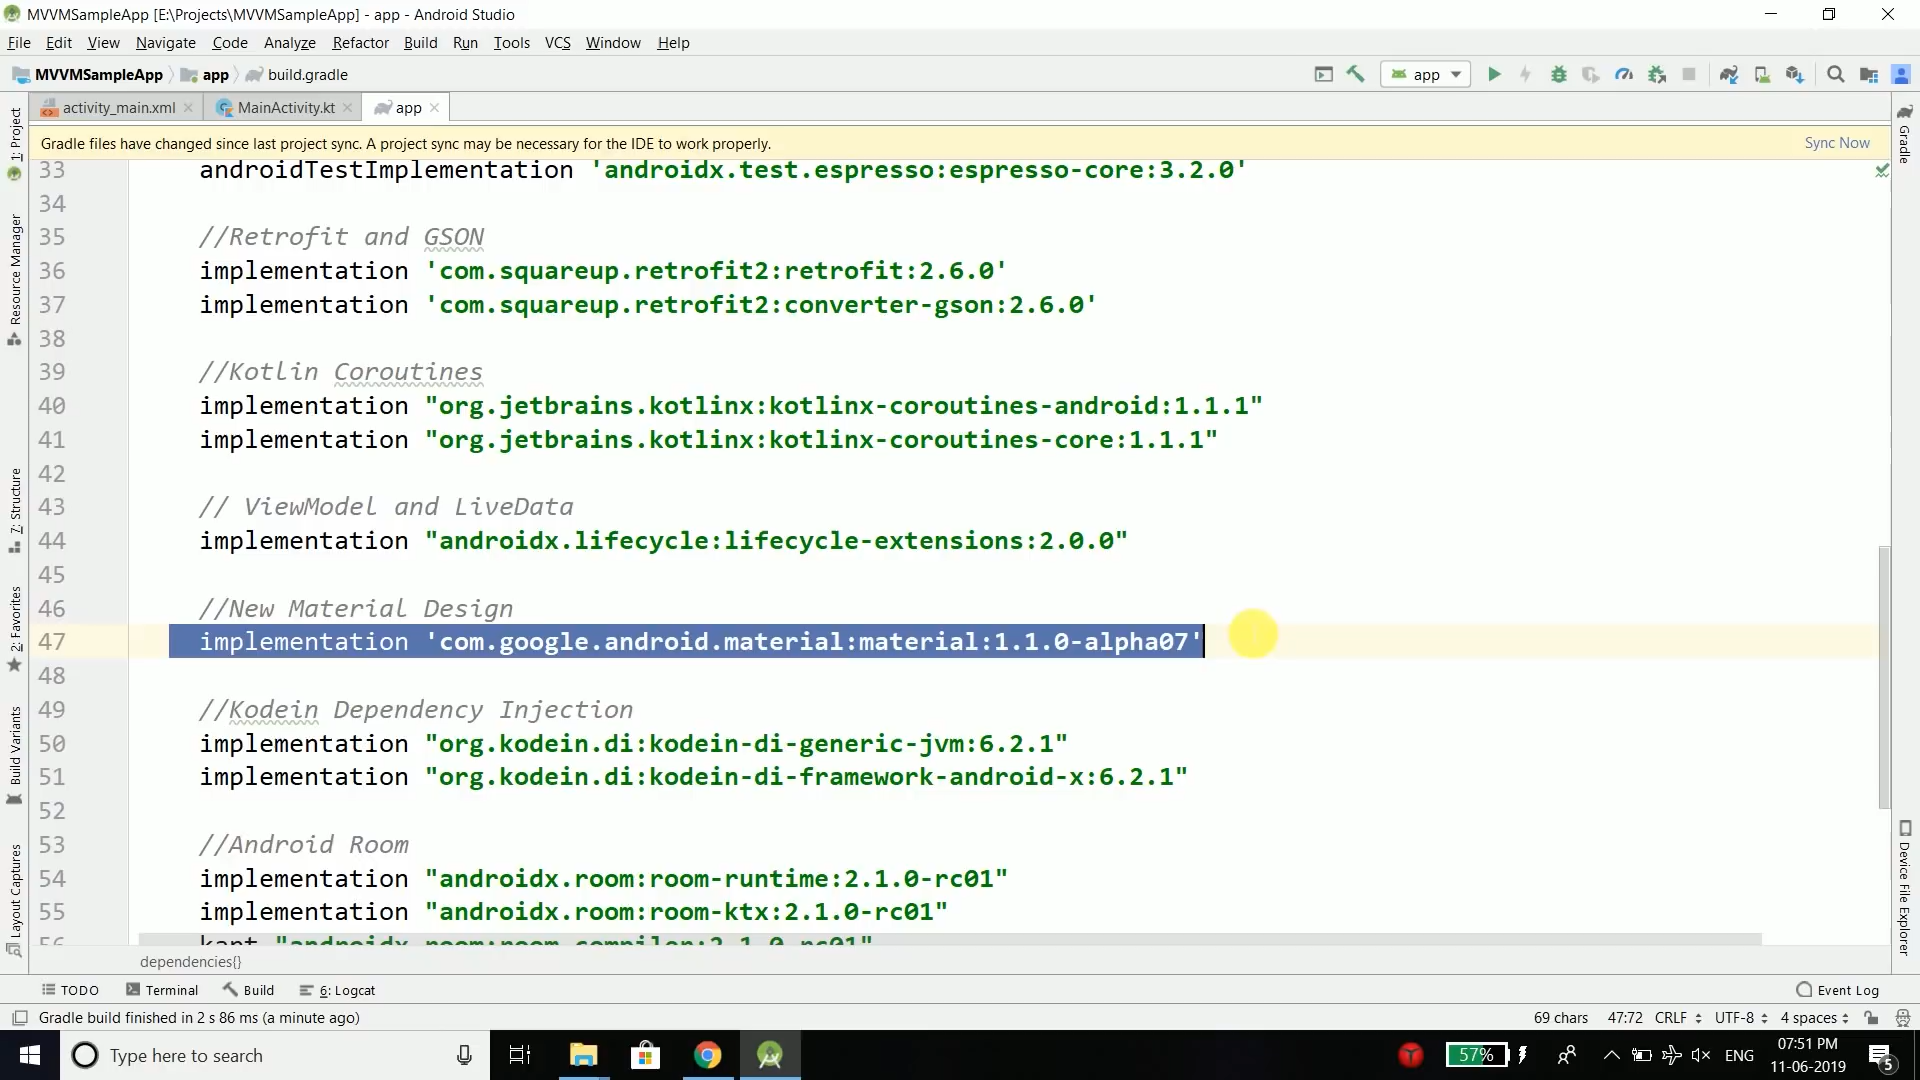 MVVMSampleApp [E:\Projects\MVVMSampleApp] - app - Android Studio
File Edit View Navigate Code Analyze Refactor Build Run Tools VCS Window Help
MVVMSampleApp app build.gradle
app
activity_main.xml MainActivity.kt app
Gradle files have changed since last project sync. A project sync may be necessary for the IDE to work properly. Sync Now
33 androidTestImplementation 'androidx.test.espresso:espresso-core:3.2.0'
34
35 //Retrofit and GSON
36 implementation 'com.squareup.retrofit2:retrofit:2.6.0'
37 implementation 'com.squareup.retrofit2:converter-gson:2.6.0'
38
39 //Kotlin Coroutines
40 implementation "org.jetbrains.kotlinx:kotlinx-coroutines-android:1.1.1"
41 implementation "org.jetbrains.kotlinx:kotlinx-coroutines-core:1.1.1"
42
43 // ViewModel and LiveData
44 implementation "androidx.lifecycle:lifecycle-extensions:2.0.0"
45
46 //New Material Design
47 implementation 'com.google.android.material:material:1.1.0-alpha07'
48
49 //Kodein Dependency Injection
50 implementation "org.kodein.di:kodein-di-generic-jvm:6.2.1"
51 implementation "org.kodein.di:kodein-di-framework-android-x:6.2.1"
52
53 //Android Room
54 implementation "androidx.room:room-runtime:2.1.0-rc01"
55 implementation "androidx.room:room-ktx:2.1.0-rc01"
56 kapt "androidx.room:room-compiler:2.1.0-rc01"
dependencies{}
1: Project
Resource Manager
7: Structure
2: Favorites
Build Variants
Layout Captures
Gradle
Device File Explorer
TODO Terminal Build 6: Logcat Event Log
Gradle build finished in 2 s 86 ms (a minute ago) 69 chars 47:72 CRLF UTF-8 4 spaces
Type here to search 57% ENG 07:51 PM
11-06-2019 5